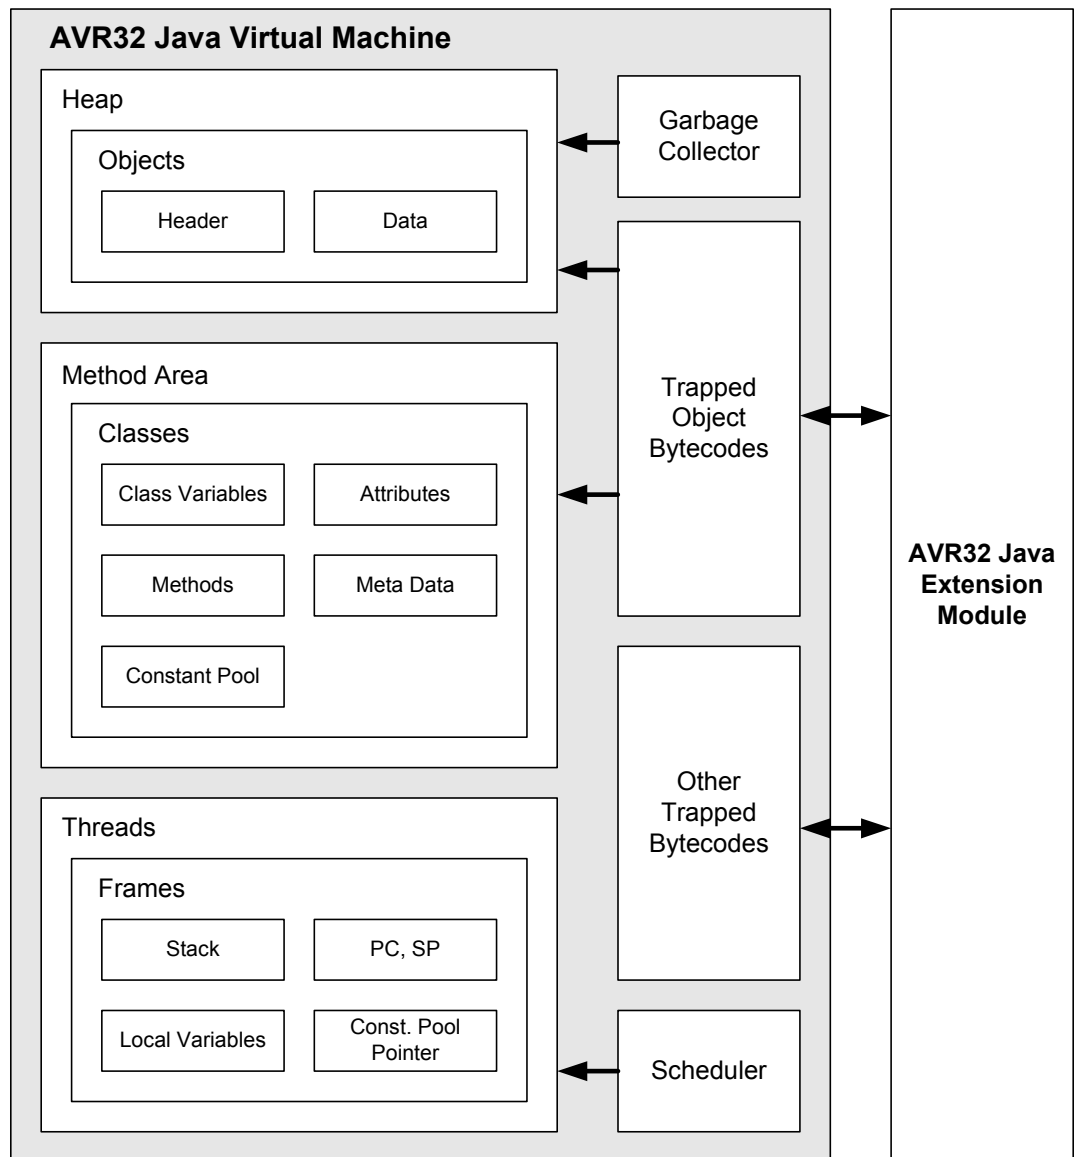 AVR32 Java Virtual Machine
Heap
Objects
Header
Data
Garbage
Collector
Method Area
Classes
Class Variables
Attributes
Methods
Meta Data
Constant Pool
Trapped
Object
Bytecodes
Threads
Frames
Stack
PC, SP
Local Variables
Const. Pool
Pointer
Other
Trapped
Bytecodes
Scheduler
AVR32 Java
Extension
Module